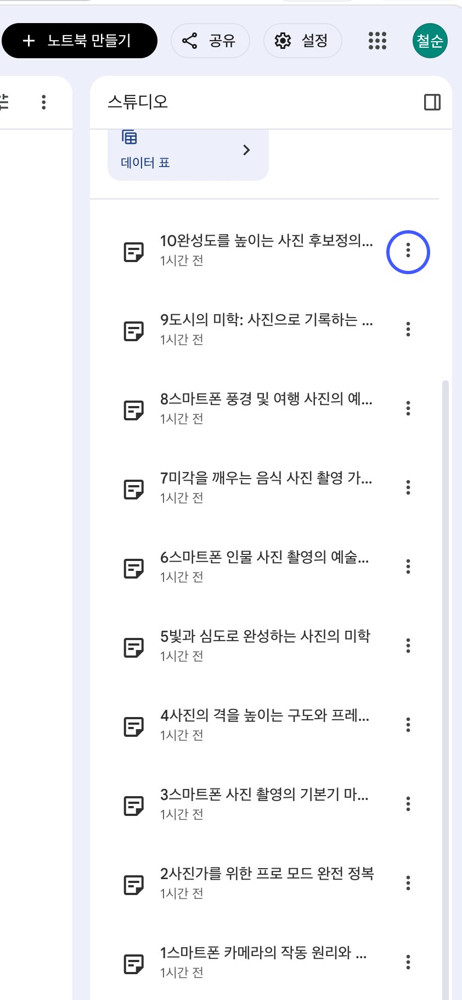 노트북 만들기
공유
설정
철순
스튜디오
데이터 표
10완성도를 높이는 사진 후보정의...
1시간 전
9도시의 미학: 사진으로 기록하는 ...
1시간 전
8스마트폰 풍경 및 여행 사진의 예...
1시간 전
7미각을 깨우는 음식 사진 촬영 가...
1시간 전
6스마트폰 인물 사진 촬영의 예술...
1시간 전
5빛과 심도로 완성하는 사진의 미학
1시간 전
4사진의 격을 높이는 구도와 프레...
1시간 전
3스마트폰 사진 촬영의 기본기 마...
1시간 전
2사진가를 위한 프로 모드 완전 정복
1시간 전
1스마트폰 카메라의 작동 원리와 ...
1시간 전